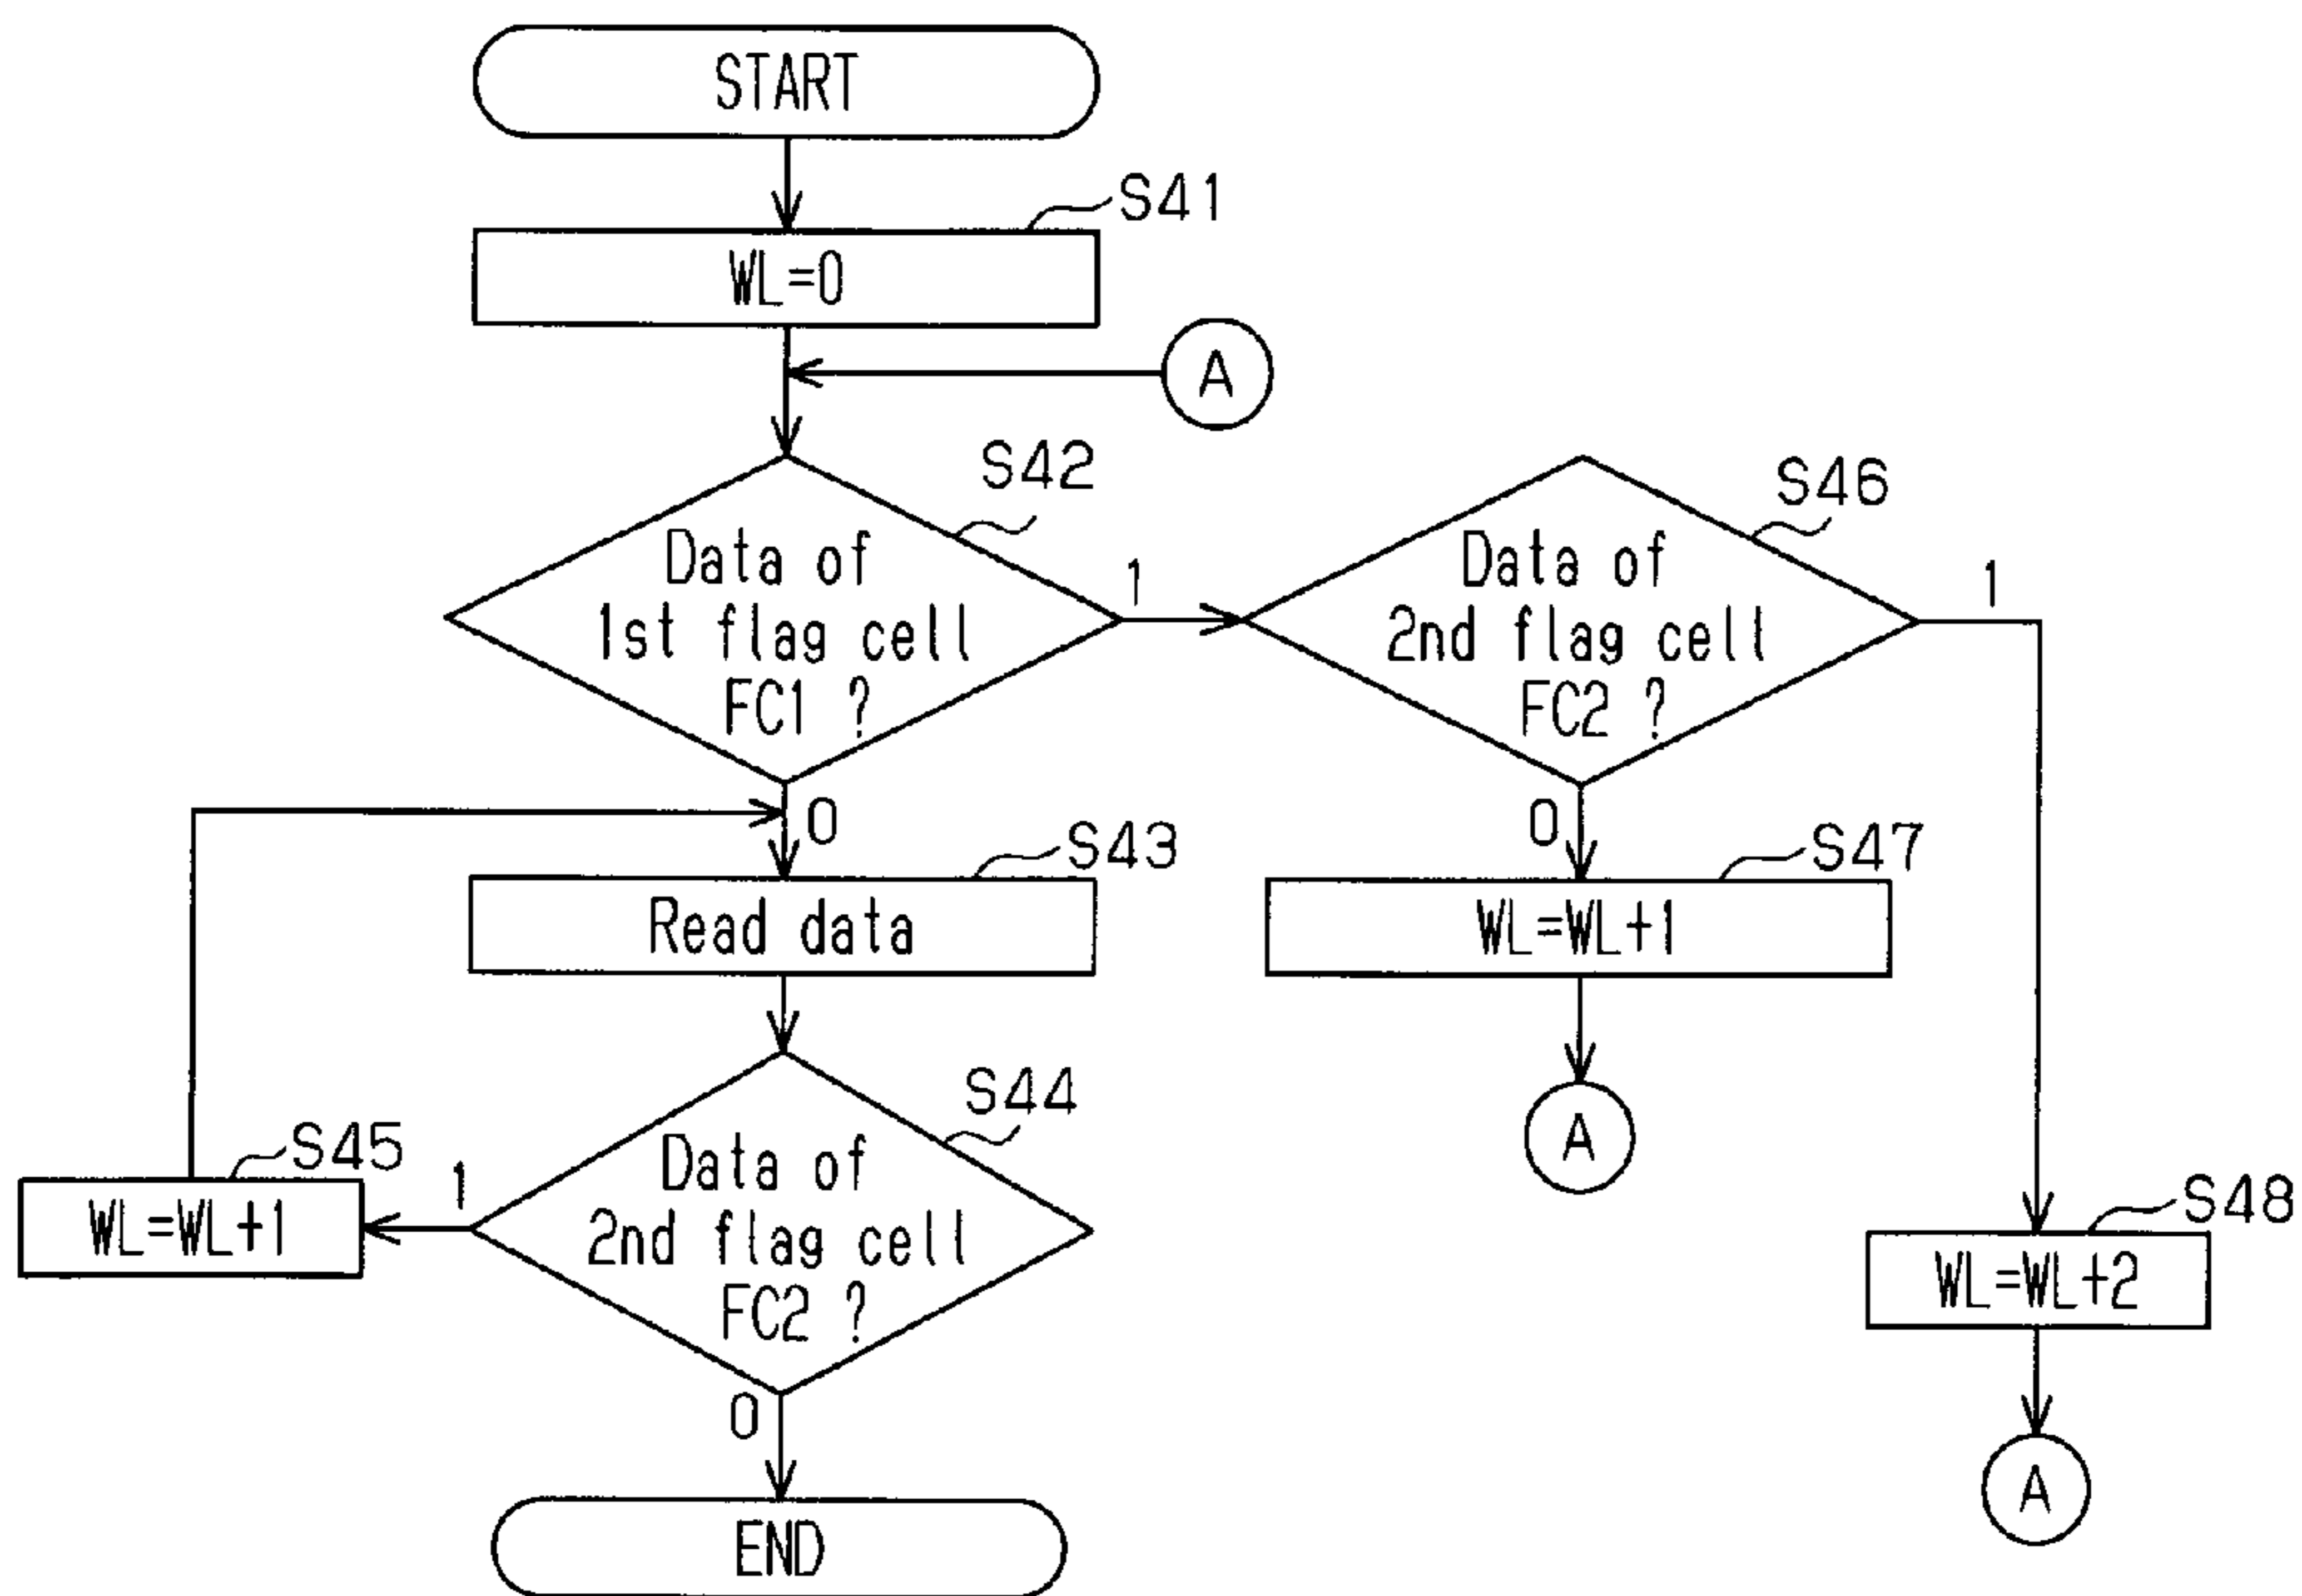 START
S41
WL=0
A
S42
Data of
1st flag cell
FC1 ?
1
0
S46
Data of
2nd flag cell
FC2 ?
1
0
S43
Read data
S47
WL=WL+1
A
S44
Data of
2nd flag cell
FC2 ?
1
0
S45
WL=WL+1
S48
WL=WL+2
A
END